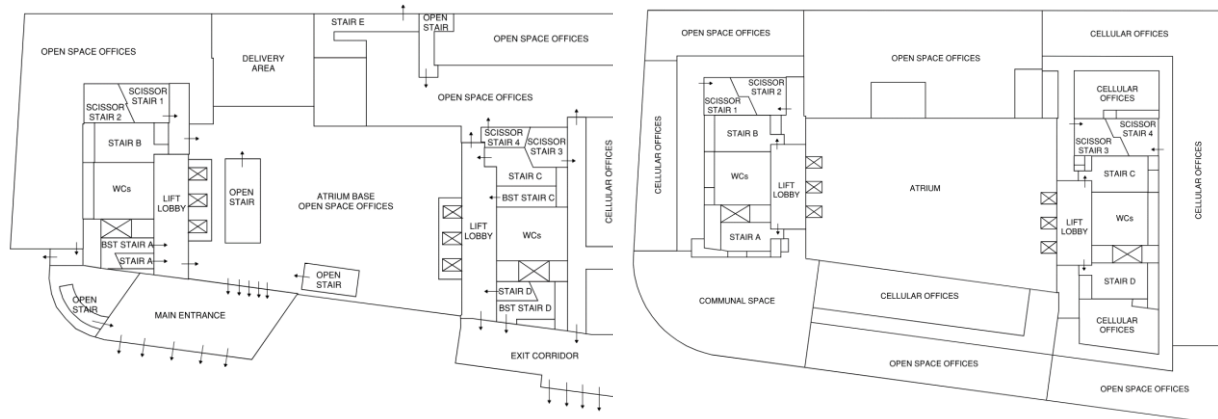 STAIR E
OPEN
STAIR
OPEN SPACE OFFICES
OPEN SPACE OFFICES
DELIVERY
AREA
OPEN SPACE OFFICES
SCISSOR
STAIR 1
SCISSOR
STAIR 2
STAIR B
WCs
LIFT
LOBBY
BST STAIR A
STAIR A
OPEN
STAIR
ATRIUM BASE
OPEN SPACE OFFICES
SCISSOR
STAIR 4
SCISSOR
STAIR 3
STAIR C
BST STAIR C
LIFT
LOBBY
WCs
STAIR D
BST STAIR D
CELLULAR OFFICES
OPEN
STAIR
OPEN
STAIR
MAIN ENTRANCE
EXIT CORRIDOR
OPEN SPACE OFFICES
OPEN SPACE OFFICES
CELLULAR OFFICES
SCISSOR
STAIR 2
SCISSOR
STAIR 1
STAIR B
WCs
LIFT
LOBBY
STAIR A
CELLULAR OFFICES
ATRIUM
CELLULAR
OFFICES
SCISSOR
STAIR 4
SCISSOR
STAIR 3
STAIR C
WCs
LIFT
LOBBY
STAIR D
CELLULAR
OFFICES
CELLULAR OFFICES
COMMUNAL SPACE
CELLULAR OFFICES
OPEN SPACE OFFICES
OPEN SPACE OFFICES